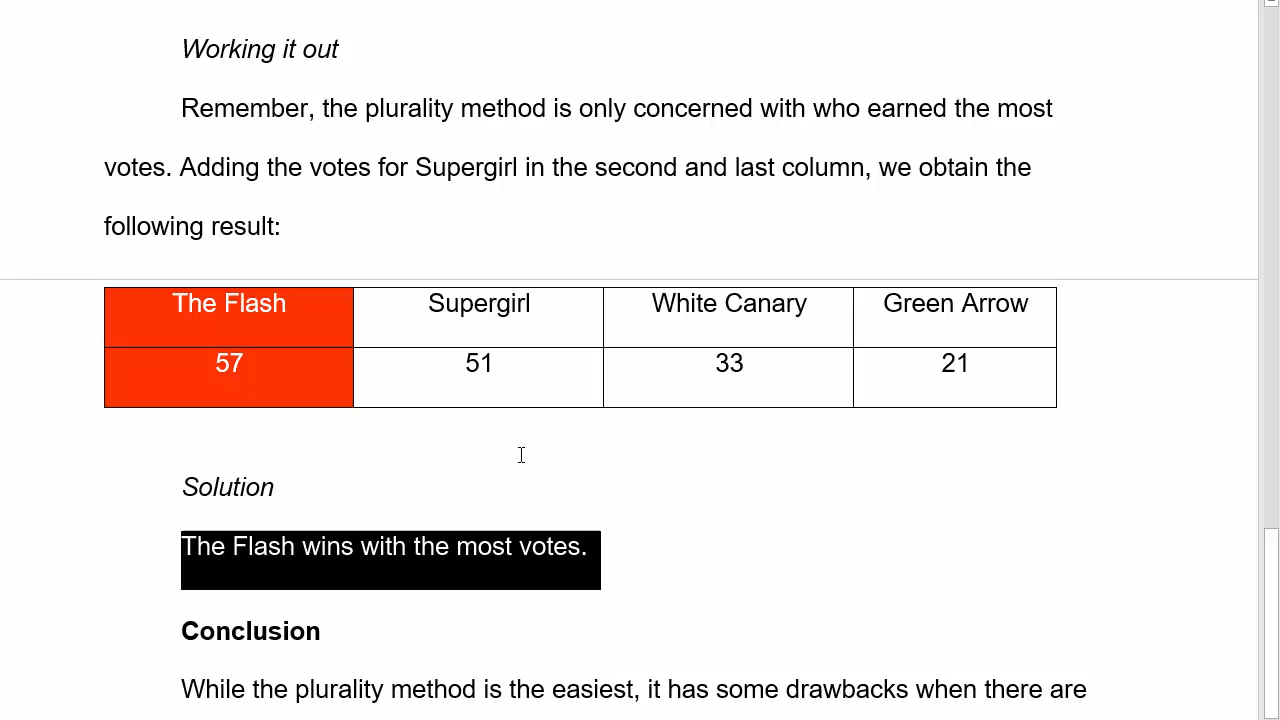 Working it out
Remember, the plurality method is only concerned with who earned the most
votes. Adding the votes for Supergirl in the second and last column, we obtain the
following result:
The Flash Supergirl White Canary Green Arrow
57 51 33 21
Solution
The Flash wins with the most votes.
Conclusion
While the plurality method is the easiest, it has some drawbacks when there are